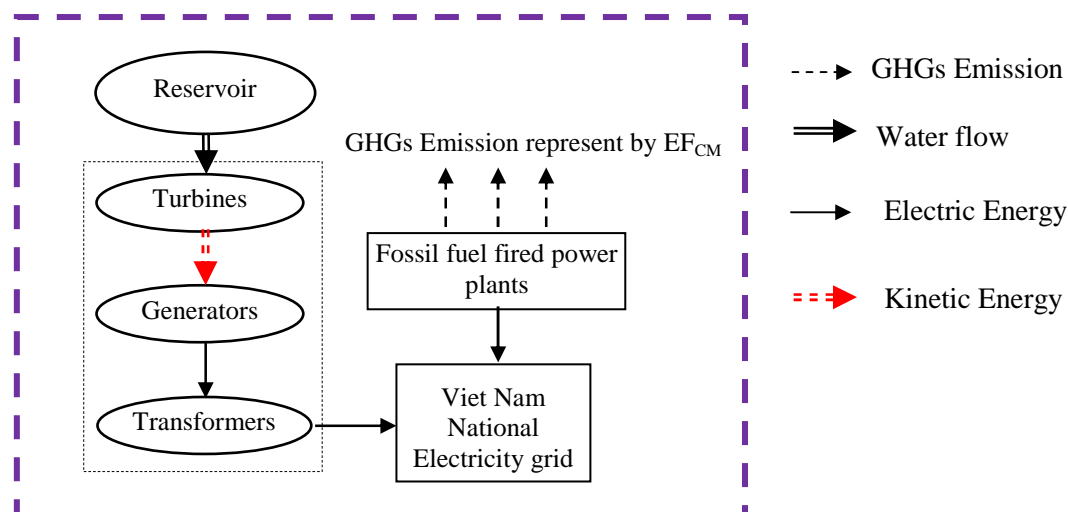 Reservoir
GHGs Emission represent by EFCM
Turbines
Fossil fuel fired power
plants
Generators
Viet Nam
National
Electricity grid
Transformers
GHGs Emission
Water flow
Electric Energy
Kinetic Energy